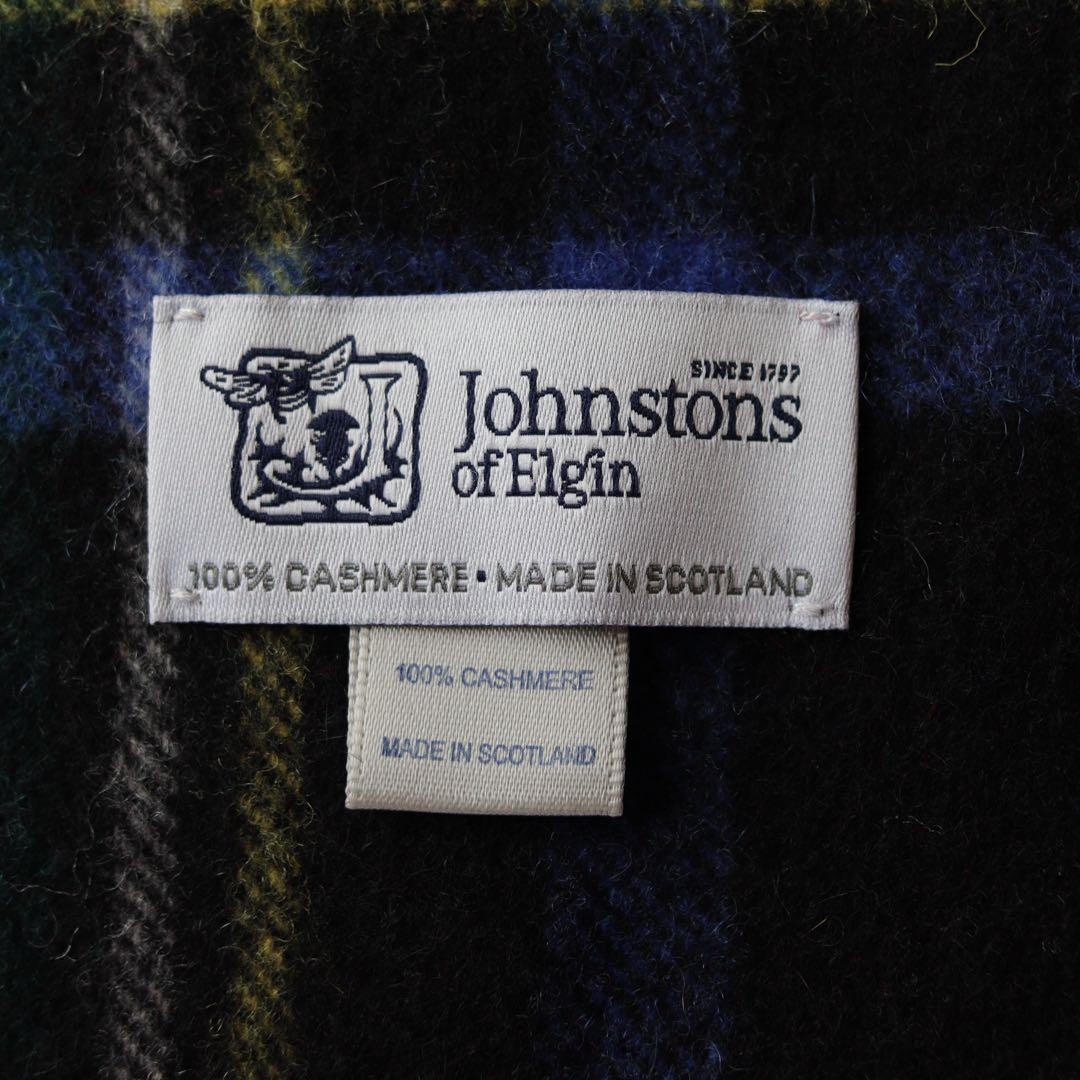 SINCE 1797
Johnstons
of Elgin
100% CASHMERE · MADE IN SCOTLAND
100% CASHMERE
MADE IN SCOTLAND